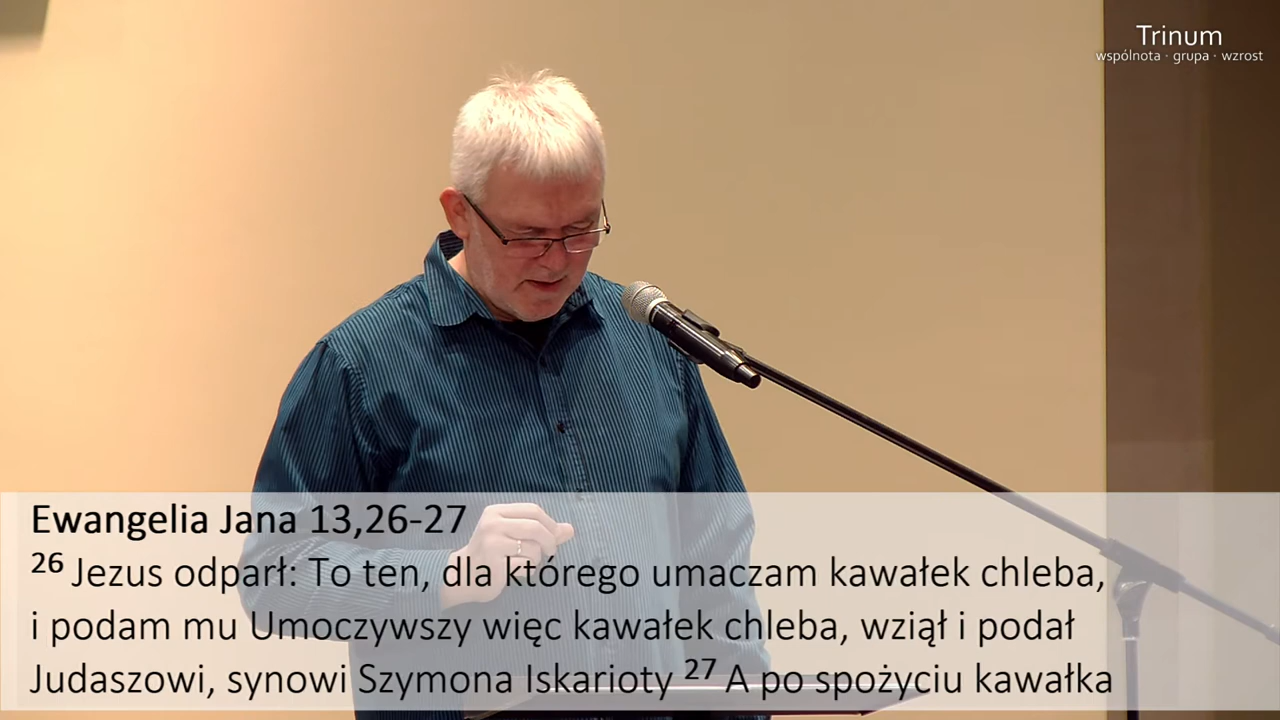 Trinum
wspólnota · grupa · wzrost
Ewangelia Jana 13,26-27
26 Jezus odparł: To ten, dla którego umaczam kawałek chleba,
i podam mu Umoczywszy więc kawałek chleba, wziął i podał
Judaszowi, synowi Szymona Iskarioty 27 A po spożyciu kawałka